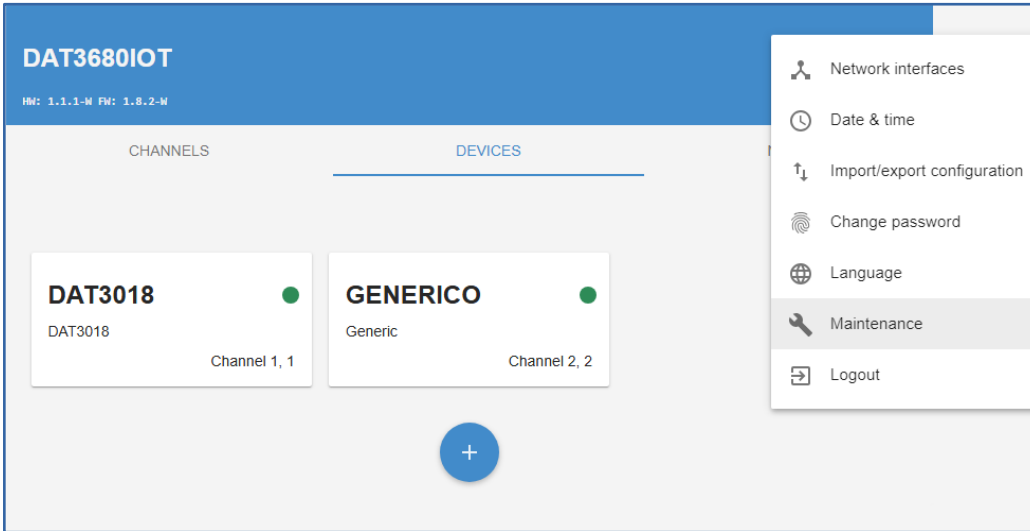 DAT3680IOT
HW: 1.1.1-W FW: 1.8.2-W
CHANNELS
DEVICES
DAT3018
DAT3018
Channel 1, 1
GENERICO
Generic
Channel 2, 2
+
Network interfaces
Date & time
Import/export configuration
Change password
Language
Maintenance
Logout